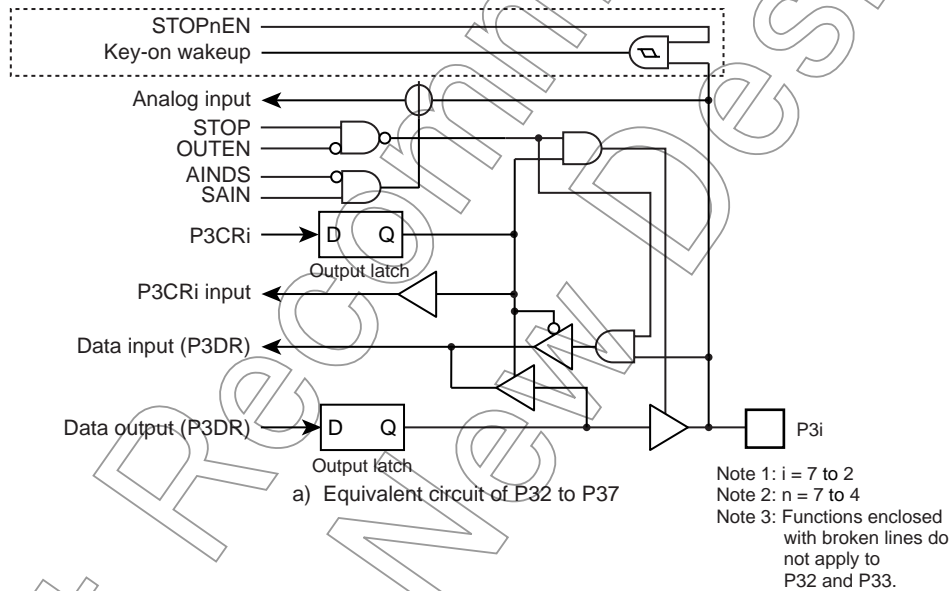 STOPnEN
Key-on wakeup
Analog input
STOP
OUTEN
AINDS
SAIN
P3CRi
D Q
Output latch
P3CRi input
Data input (P3DR)
Data output (P3DR)
D Q
Output latch
P3i
a) Equivalent circuit of P32 to P37
Note 1: i = 7 to 2
Note 2: n = 7 to 4
Note 3: Functions enclosed
with broken lines do
not apply to
P32 and P33.